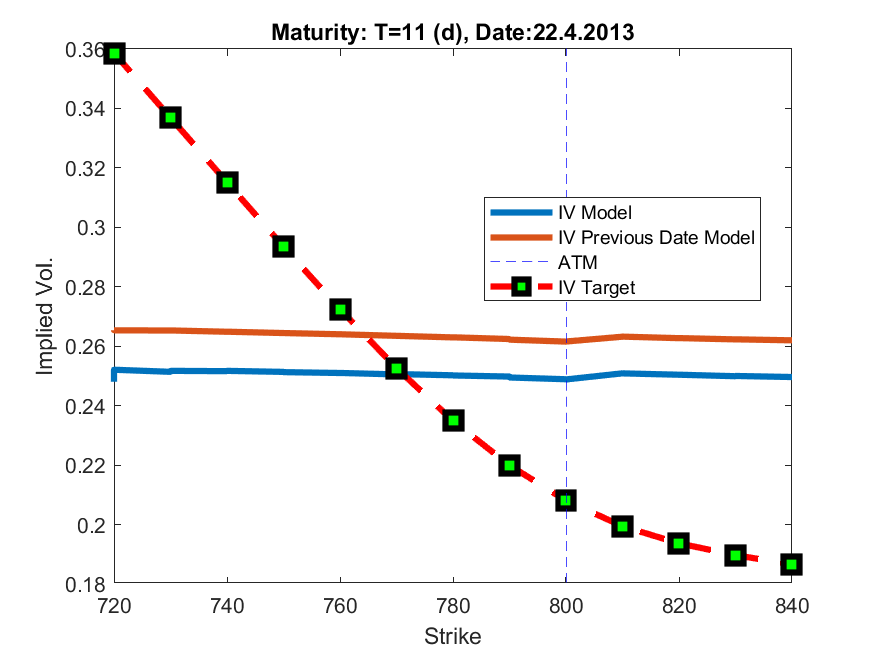 Maturity: T=11 (d), Date:22.4.2013
0.36
0.34
0.32
0.3
0.28
0.26
0.24
0.22
0.2
0.18
Implied Vol.
IV Model
IV Previous Date Model
ATM
IV Target
720 740 760 780 800 820 840
Strike